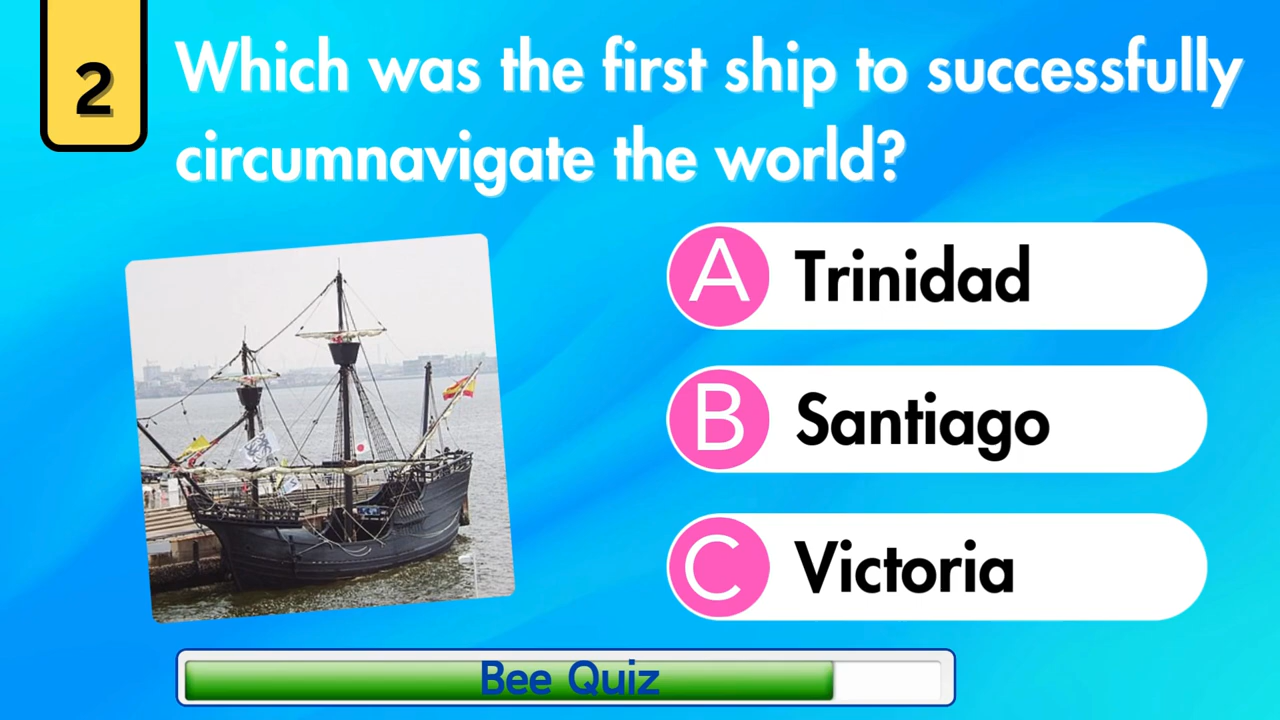 2
Which was the first ship to successfully
circumnavigate the world?
A Trinidad
B Santiago
C Victoria
Bee Quiz